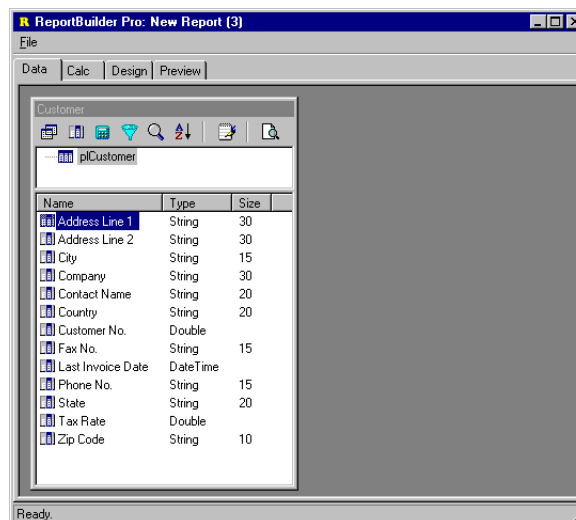 R ReportBuilder Pro: New Report (3)
File
Data Calc Design Preview
Customer
plCustomer
Name Type Size
Address Line 1 String 30
Address Line 2 String 30
City String 15
Company String 30
Contact Name String 20
Country String 20
Customer No. Double
Fax No. String 15
Last Invoice Date DateTime
Phone No. String 15
State String 20
Tax Rate Double
Zip Code String 10
Ready.